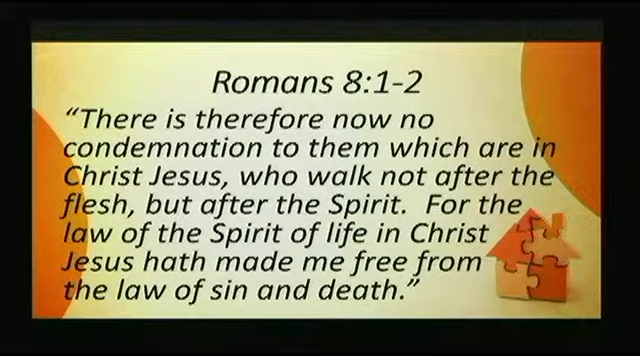 Romans 8:1-2
“There is therefore now no
condemnation to them which are in
Christ Jesus, who walk not after the
flesh, but after the Spirit.  For the
law of the Spirit of life in Christ
Jesus hath made me free from
the law of sin and death.”